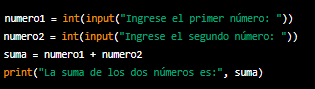 numero1 = int(input("Ingrese el primer número: "))
numero2 = int(input("Ingrese el segundo número: "))
suma = numero1 + numero2
print("La suma de los dos números es:", suma)